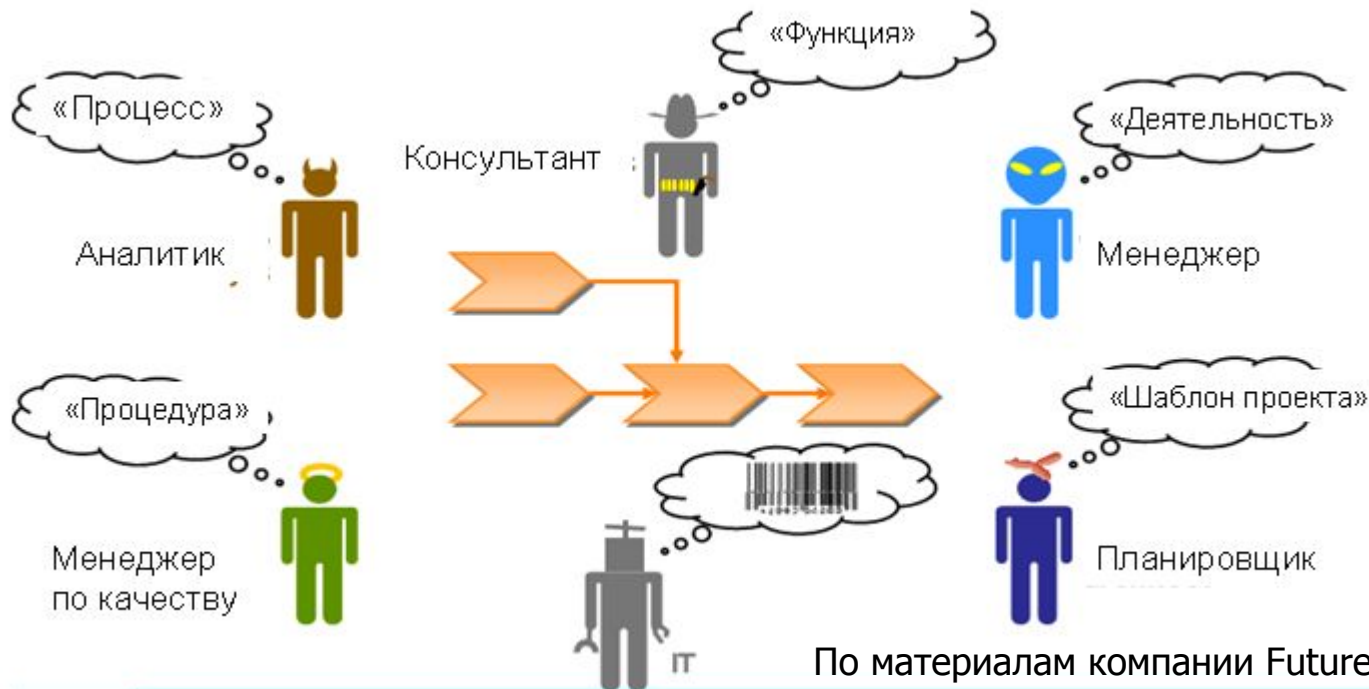 «Функция»
«Процесс»
«Деятельность»
Консультант
Аналитик
Менеджер
«Процедура»
«Шаблон проекта»
Менеджер
по качеству
Планировщик
IT
По материалам компании Future